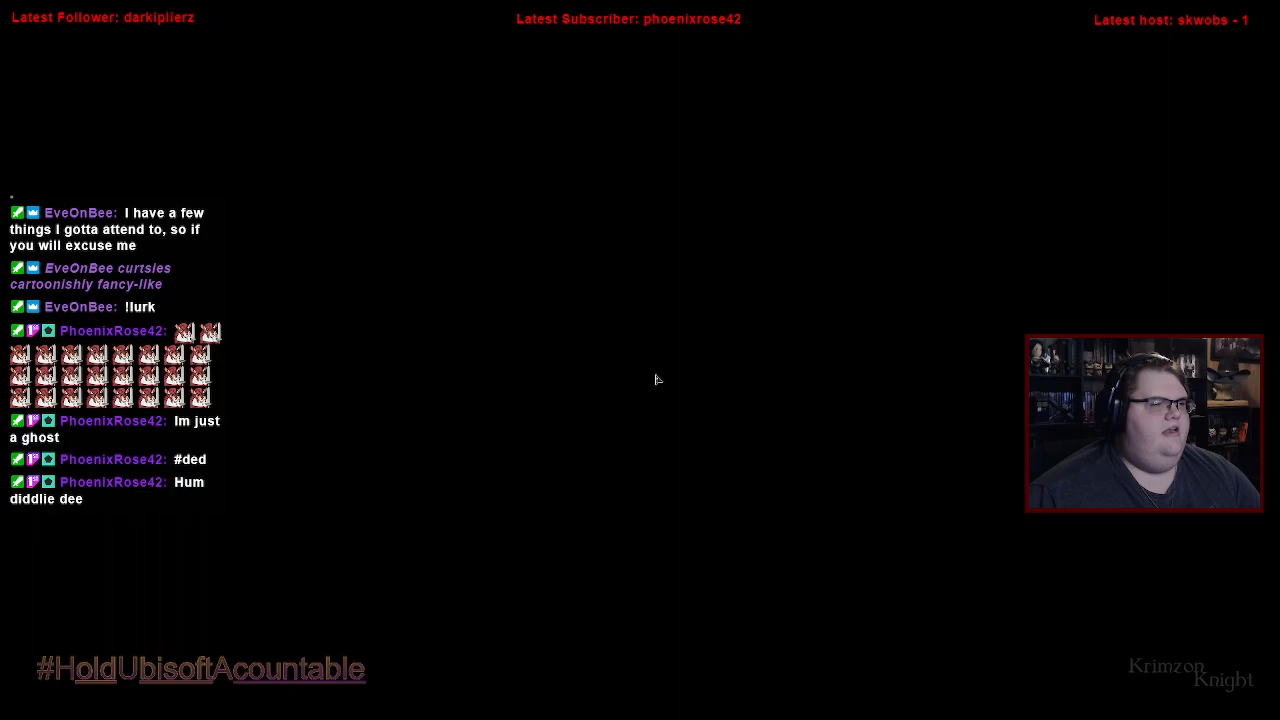 Latest Follower: darkiplierz
Latest Subscriber: phoenixrose42
Latest host: skwobs - 1
EveOnBee: I have a few
things I gotta attend to, so if
you will excuse me
EveOnBee curtsies
cartoonishly fancy-like
EveOnBee: !lurk
PhoenixRose42:
PhoenixRose42: Im just
a ghost
PhoenixRose42: #ded
PhoenixRose42: Hum
diddlie dee
#HoldUbisoftAcountable
Krimzon
Knight